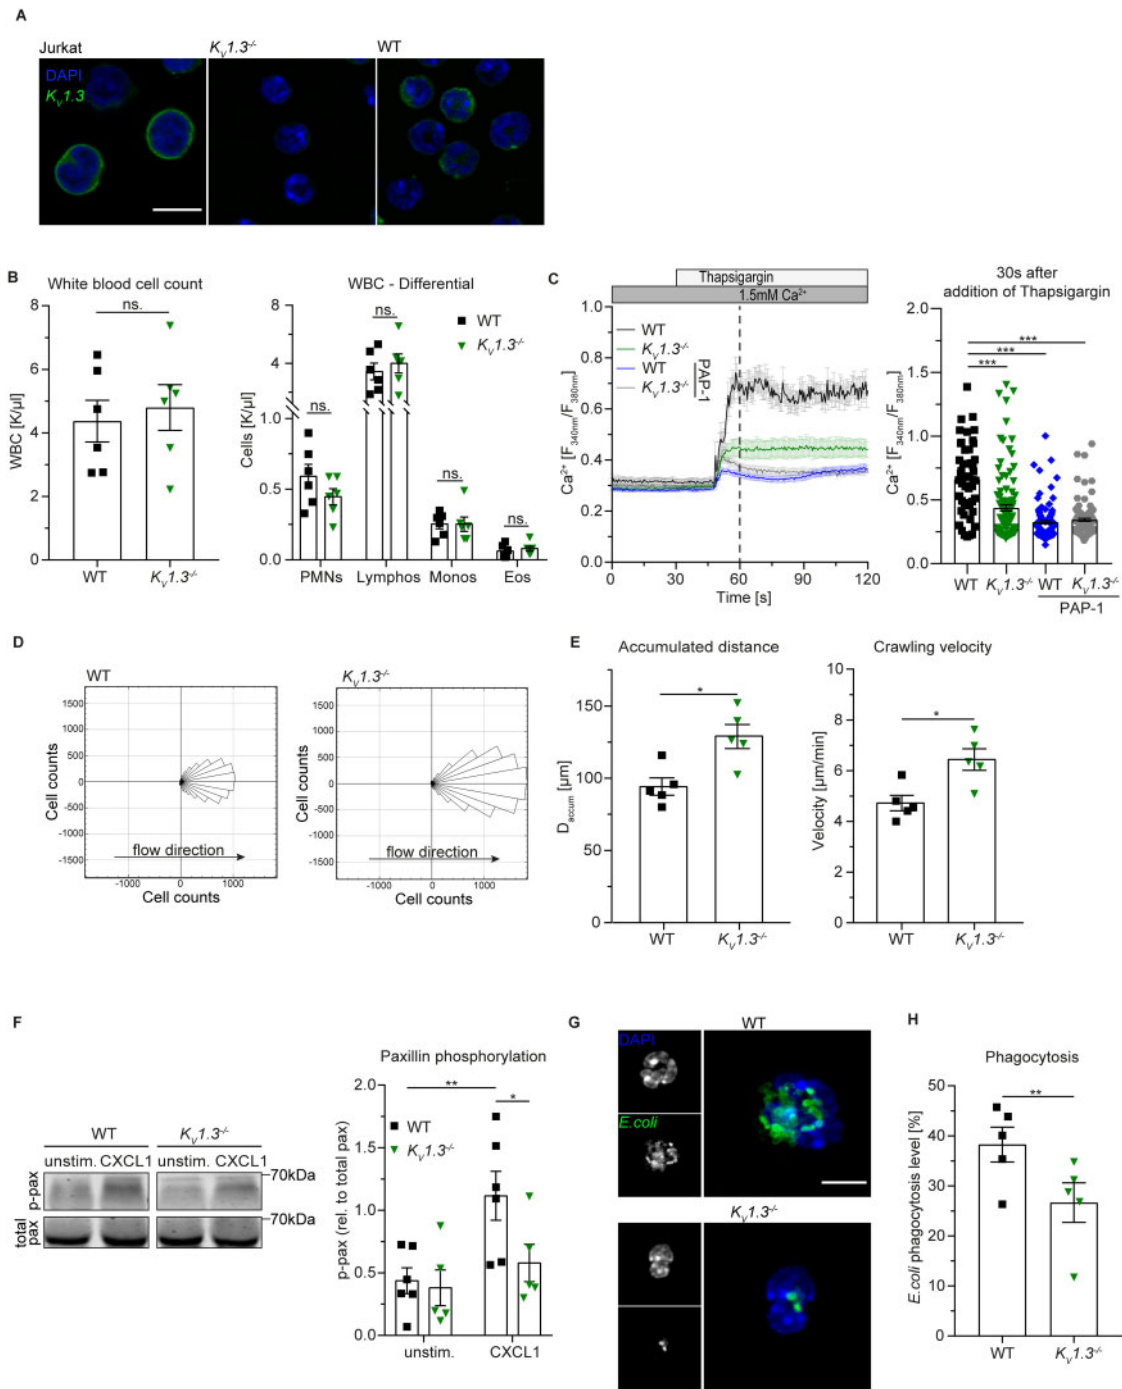 A
Jurkat
Kv1.3-/-
WT
DAPI
Kv1.3
B
White blood cell count
ns.
WBC [K/µl]
8
6
4
2
0
WT
Kv1.3-/-
WBC - Differential
WT
Kv1.3-/-
ns.
ns.
ns.
ns.
Cells [K/µl]
8
4
1.0
0.5
0.0
PMNs
Lymphos
Monos
Eos
C
Thapsigargin
1.5mM Ca2+
WT
Kv1.3-/-
WT
Kv1.3-/-
PAP-1
Ca2+ [F340nm/F380nm]
1.0
0.8
0.6
0.4
0.2
0.0
0
30
60
90
120
Time [s]
30s after
addition of Thapsigargin
***
***
***
Ca2+ [F340nm/F380nm]
2.0
1.5
1.0
0.5
0.0
WT
Kv1.3-/-
WT
Kv1.3-/-
PAP-1
D
WT
1500
1000
500
0
-500
-1000
-1500
Cell counts
flow direction
-1000
0
1000
Cell counts
Kv1.3-/-
1500
1000
500
0
-500
-1000
-1500
Cell counts
flow direction
-1000
0
1000
Cell counts
E
Accumulated distance
*
Daccum [µm]
150
100
50
0
WT
Kv1.3-/-
Crawling velocity
*
Velocity [µm/min]
10
8
6
4
2
0
WT
Kv1.3-/-
F
WT
Kv1.3-/-
unstim. CXCL1
unstim. CXCL1
p-pax
70kDa
total
pax
70kDa
Paxillin phosphorylation
**
*
WT
Kv1.3-/-
p-pax (rel. to total pax)
2.0
1.5
1.0
0.5
0.0
unstim.
CXCL1
G
WT
DAPI
E.coli
Kv1.3-/-
H
Phagocytosis
**
E.coli phagocytosis level [%]
50
40
30
20
10
0
WT
Kv1.3-/-